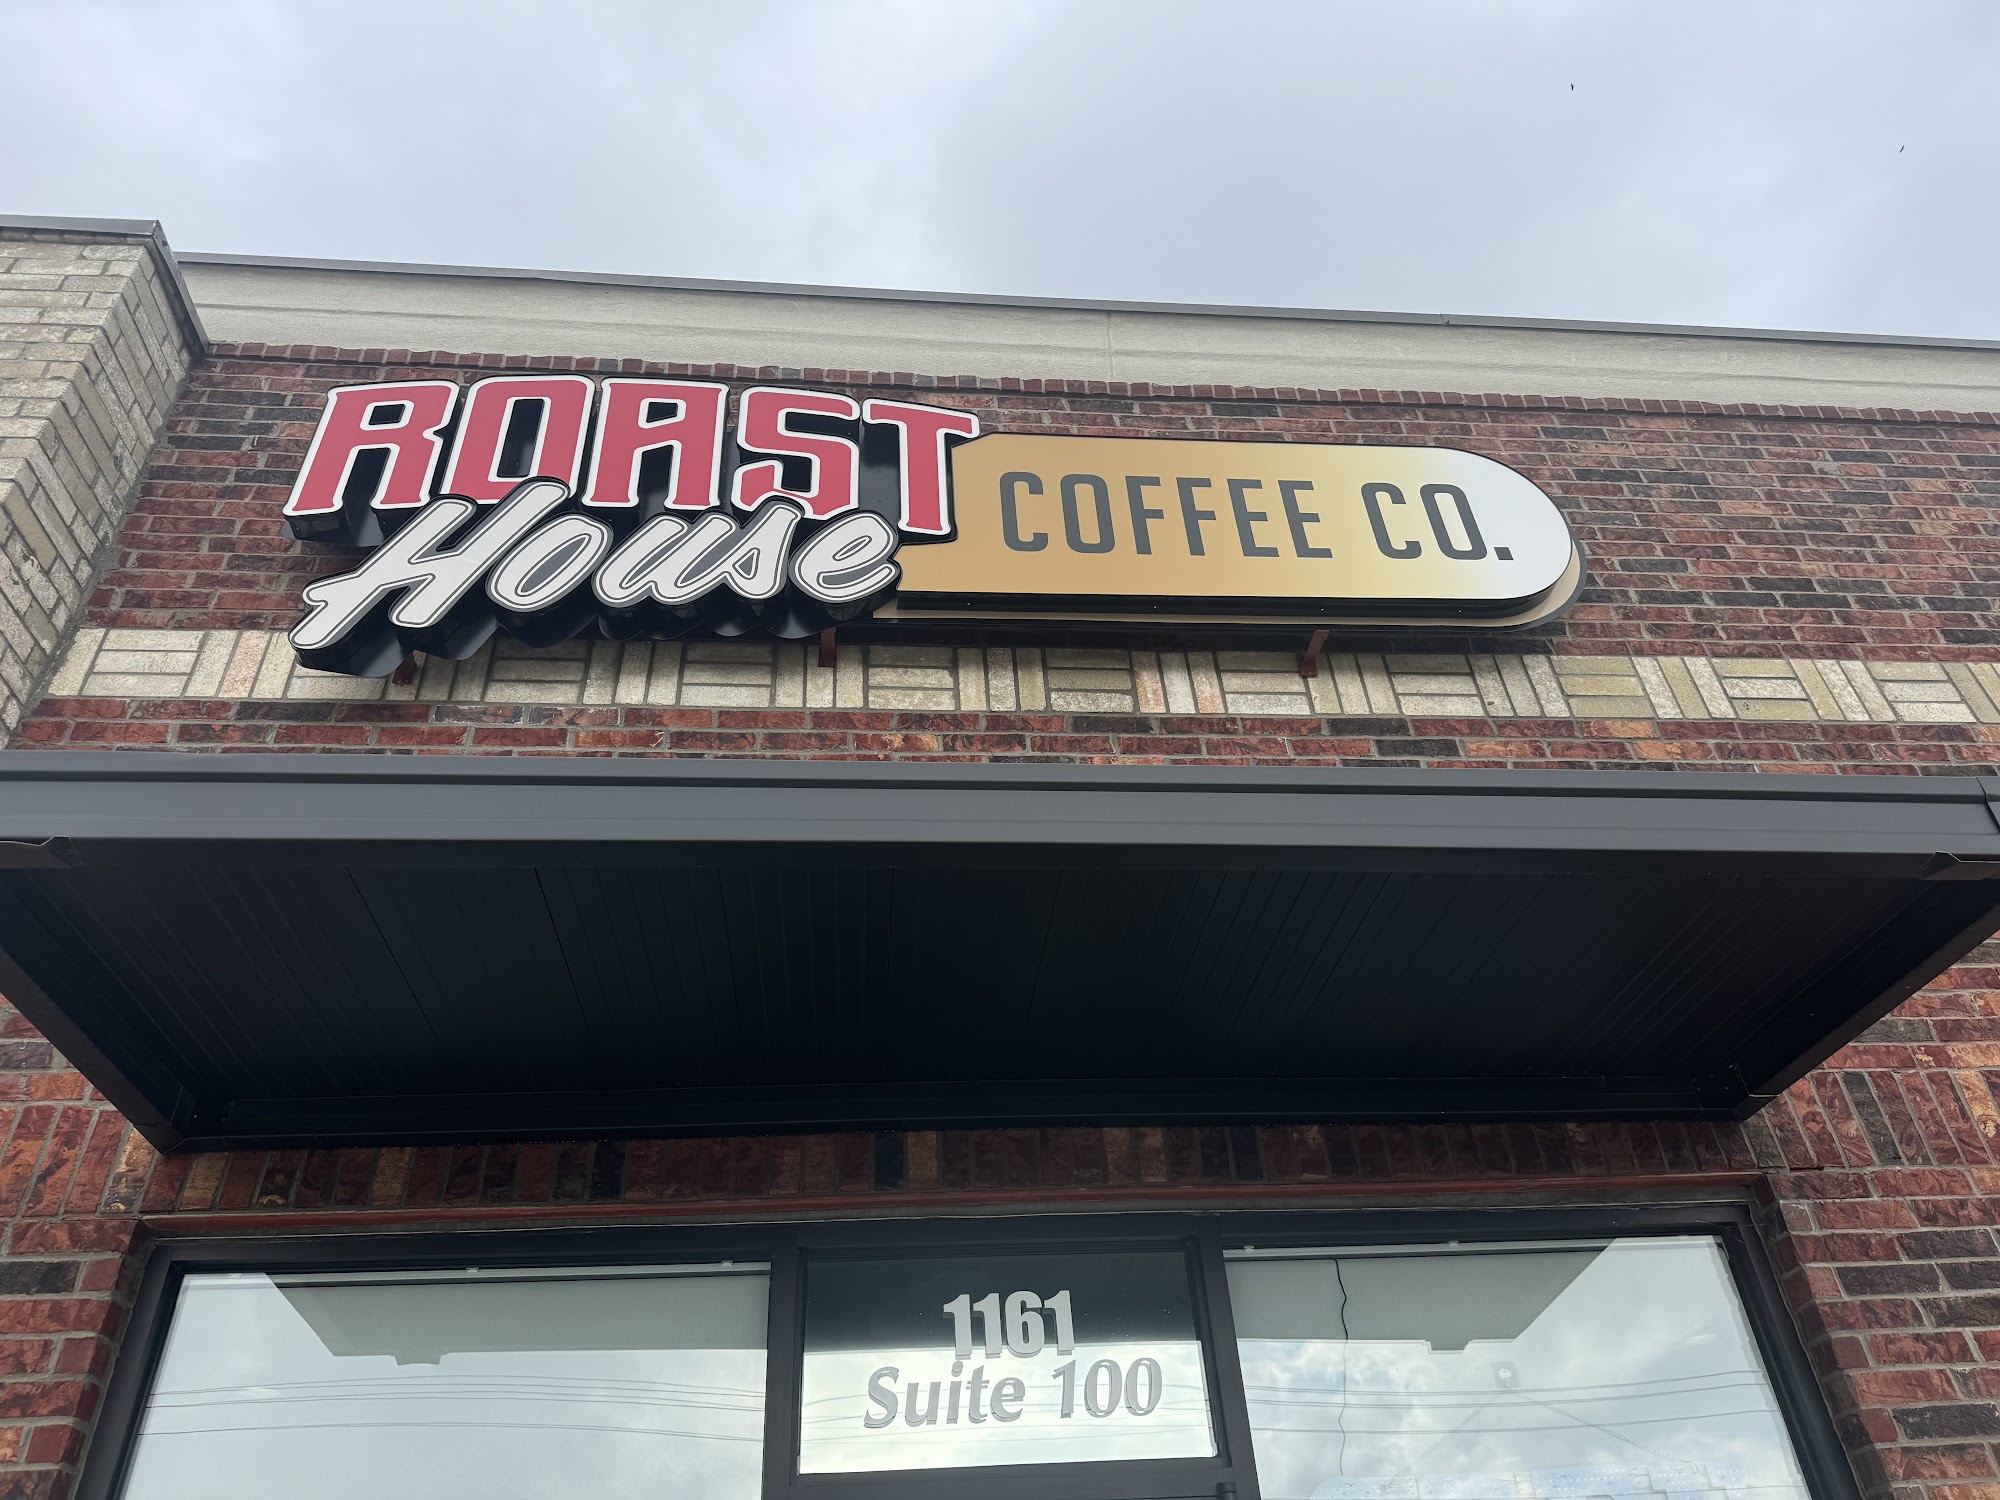 ROAST
House
COFFEE CO.
1161
Suite 100